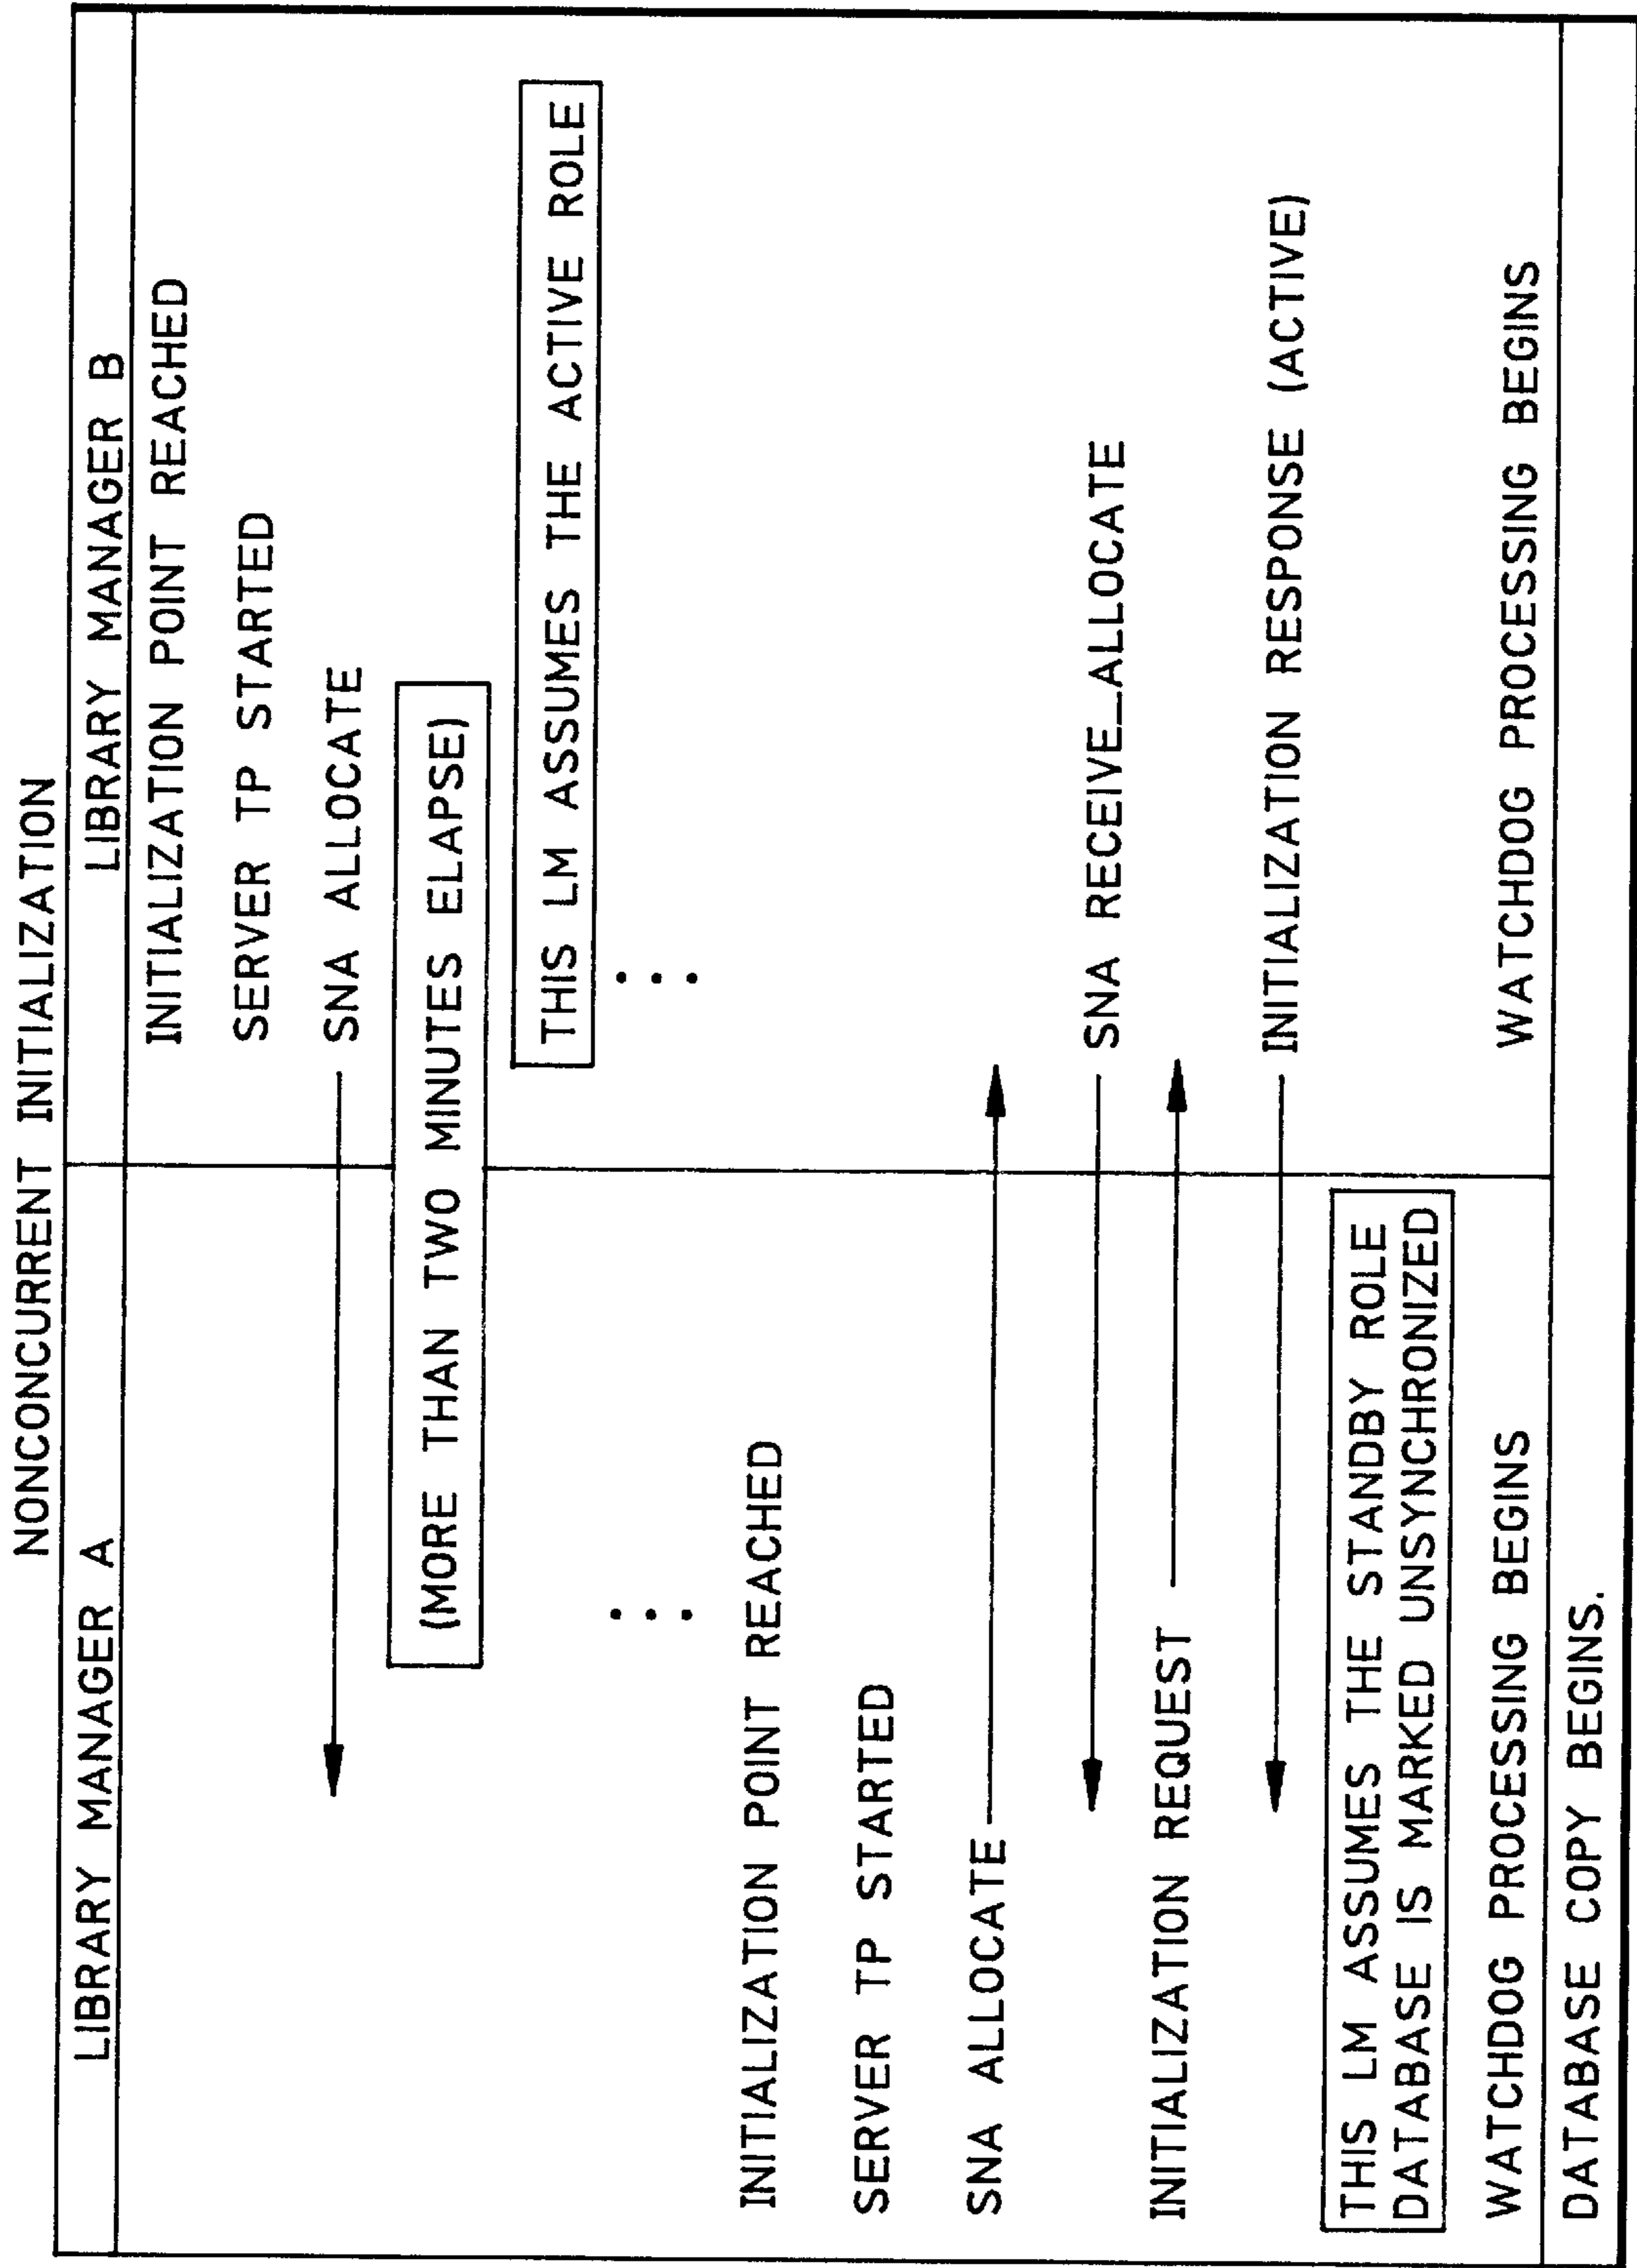 NONCONCURRENT INITIALIZATION
LIBRARY MANAGER A
LIBRARY MANAGER B
INITIALIZATION POINT REACHED
SERVER TP STARTED
SNA ALLOCATE
(MORE THAN TWO MINUTES ELAPSE)
THIS LM ASSUMES THE ACTIVE ROLE
...
...
INITIALIZATION POINT REACHED
SERVER TP STARTED
SNA ALLOCATE
SNA RECEIVE_ALLOCATE
INITIALIZATION REQUEST
INITIALIZATION RESPONSE (ACTIVE)
THIS LM ASSUMES THE STANDBY ROLE
DATABASE IS MARKED UNSYNCHRONIZED
WATCHDOG PROCESSING BEGINS
WATCHDOG PROCESSING BEGINS
DATABASE COPY BEGINS.